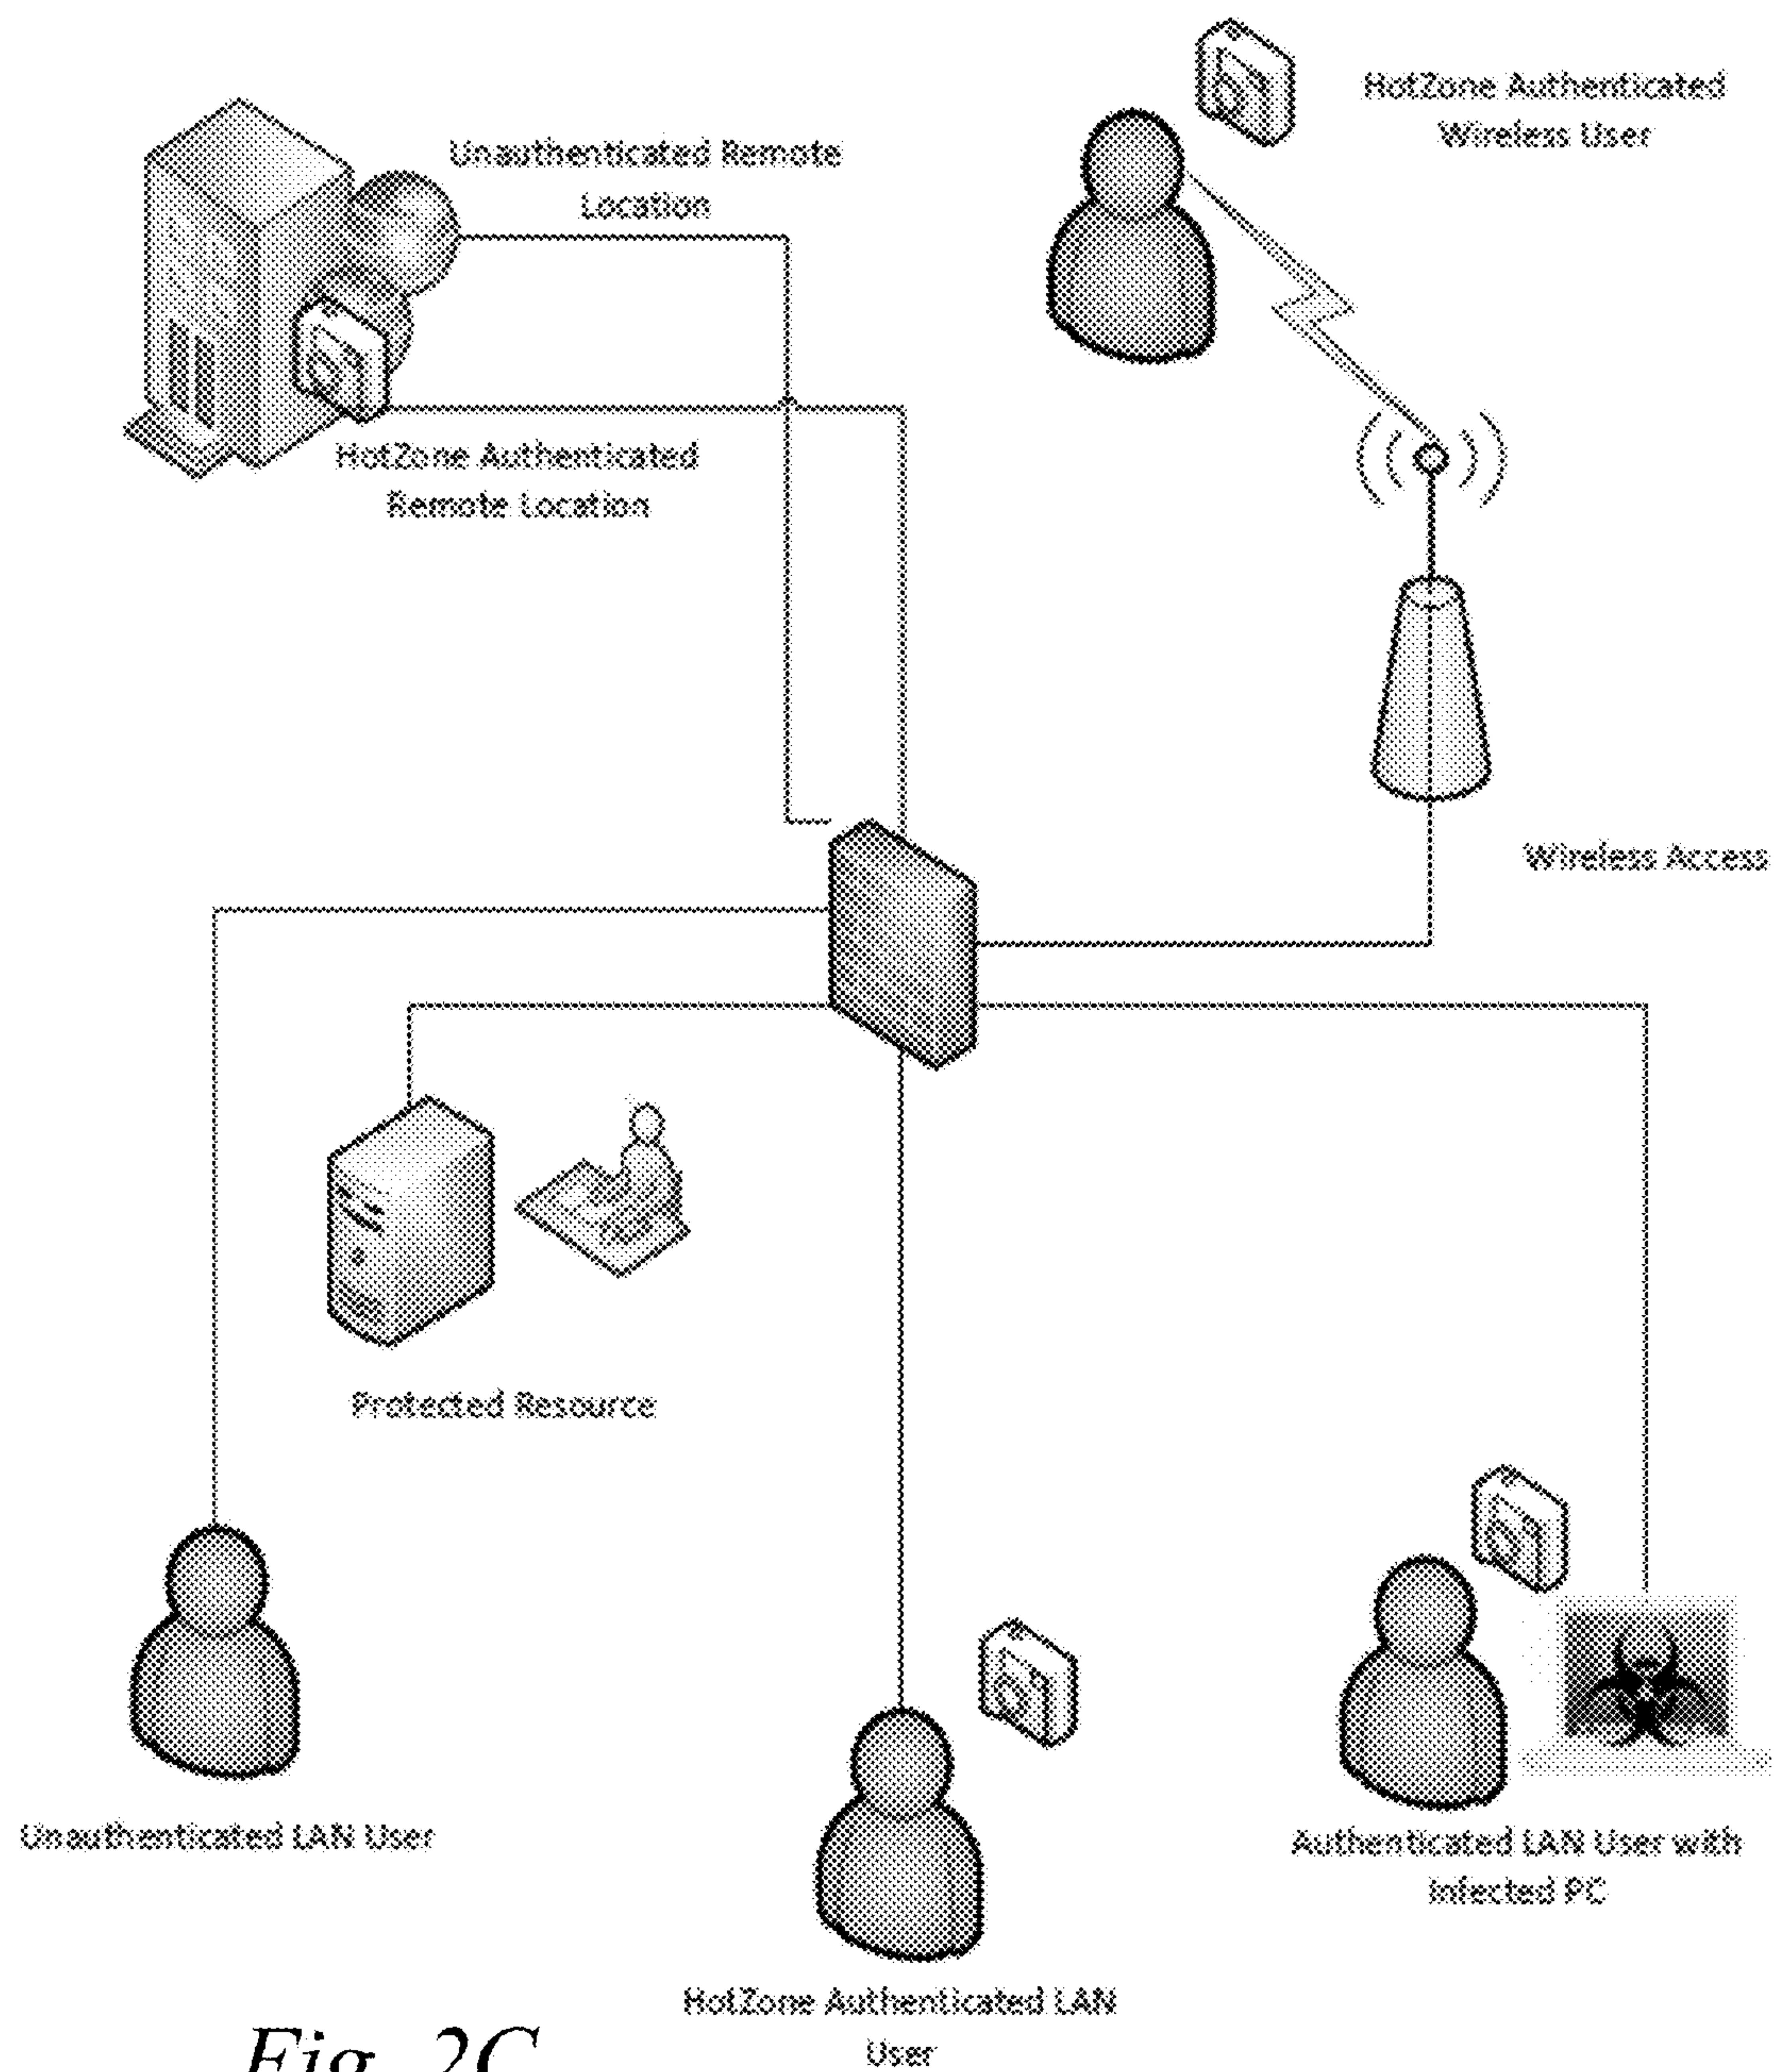 HotZone Authenticated
Wireless User
Unauthenticated Remote
Location
HotZone Authenticated
Remote Location
Wireless Access
Protected Resource
Unauthenticated LAN User
Authenticated LAN User with
Infected PC
HotZone Authenticated LAN
User
Fig. 2C